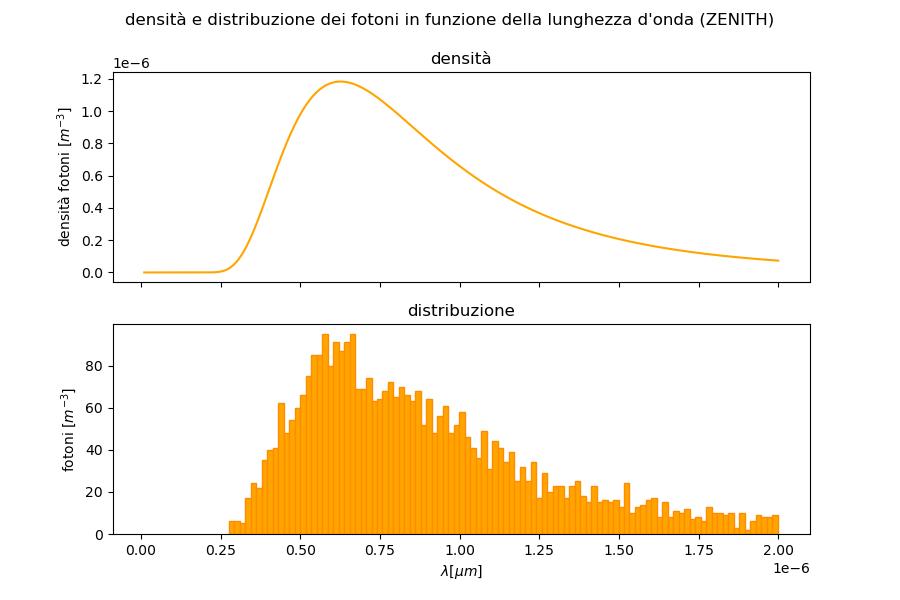 densità e distribuzione dei fotoni in funzione della lunghezza d'onda (ZENITH)
densità
1e−6
1.2
1.0
0.8
0.6
0.4
0.2
0.0
densità fotoni [m⁻³]
distribuzione
80
60
40
20
0
fotoni [m⁻³]
0.00 0.25 0.50 0.75 1.00 1.25 1.50 1.75 2.00
λ[μm]
1e−6